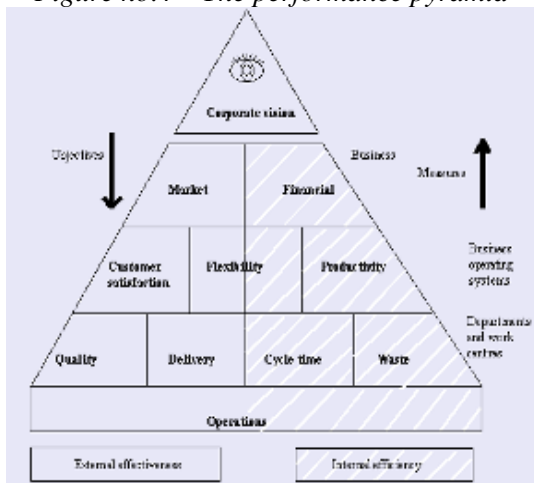 Figure no.. The performance pyramid
Corporate vision
Objectives
Business
Measures
Market
Financial
Business
operating
systems
Customer
satisfaction
Flexibility
Productivity
Departments
and work
centres
Quality
Delivery
Cycle time
Waste
Operations
External effectiveness
Internal efficiency